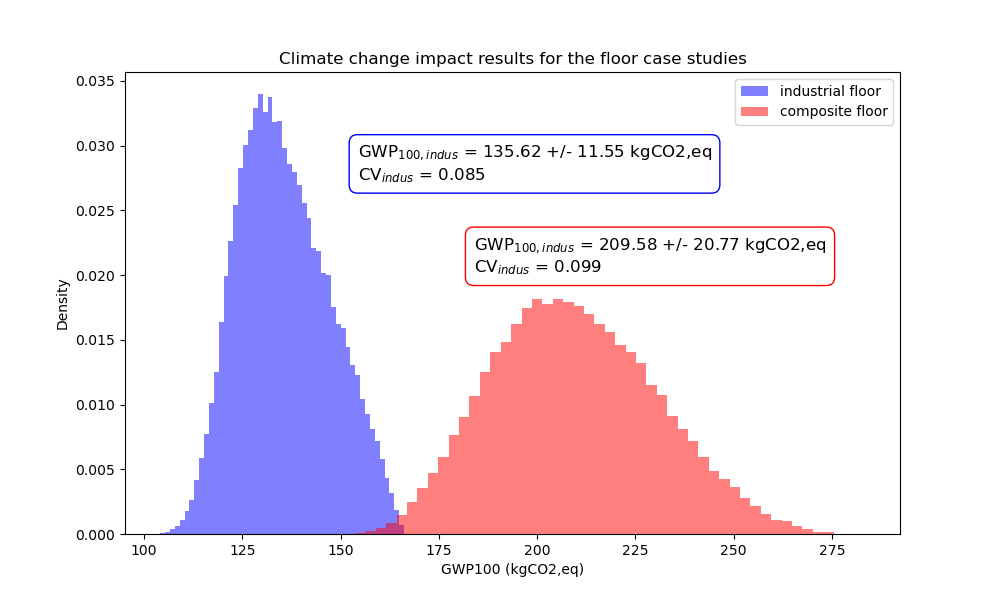 Climate change impact results for the floor case studies
industrial floor
composite floor
GWP100,indus = 135.62 +/- 11.55 kgCO2,eq
CVindus = 0.085
GWP100,indus = 209.58 +/- 20.77 kgCO2,eq
CVindus = 0.099
Density
0.035
0.030
0.025
0.020
0.015
0.010
0.005
0.000
100 125 150 175 200 225 250 275
GWP100 (kgCO2,eq)